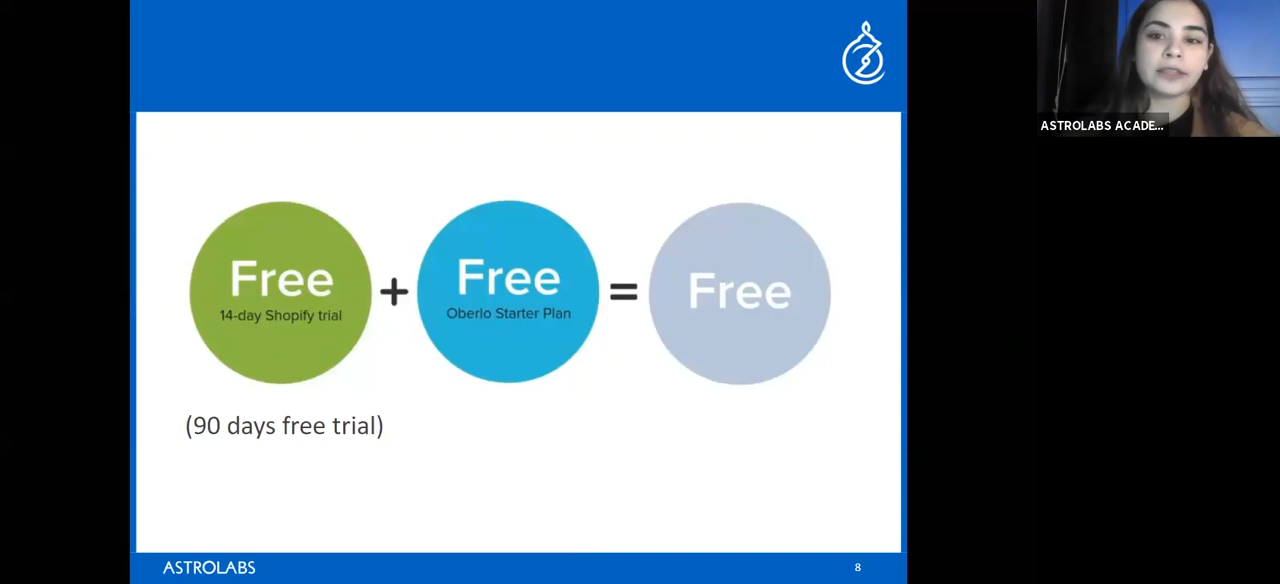 ASTROLABS ACADE...
Free
14-day Shopify trial
+
Free
Oberlo Starter Plan
=
Free
(90 days free trial)
ASTROLABS
8